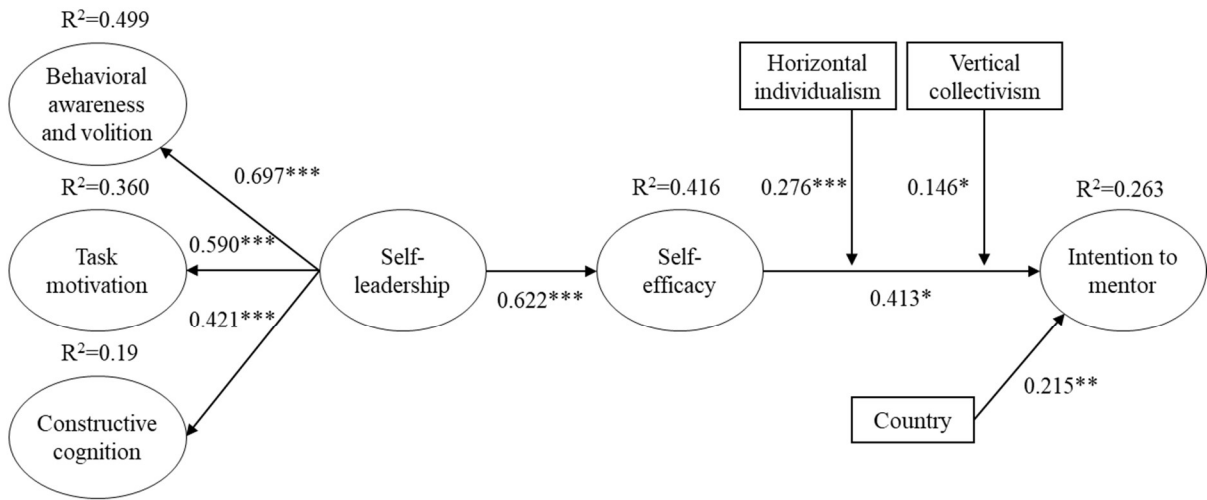 R²=0.499
Behavioral
awareness
and volition
0.697***
R²=0.360
Task
motivation
0.590***
0.421***
R²=0.19
Constructive
cognition
Self-
leadership
0.622***
R²=0.416
Self-
efficacy
Horizontal
individualism
0.276***
Vertical
collectivism
0.146*
0.413*
R²=0.263
Intention to
mentor
0.215**
Country